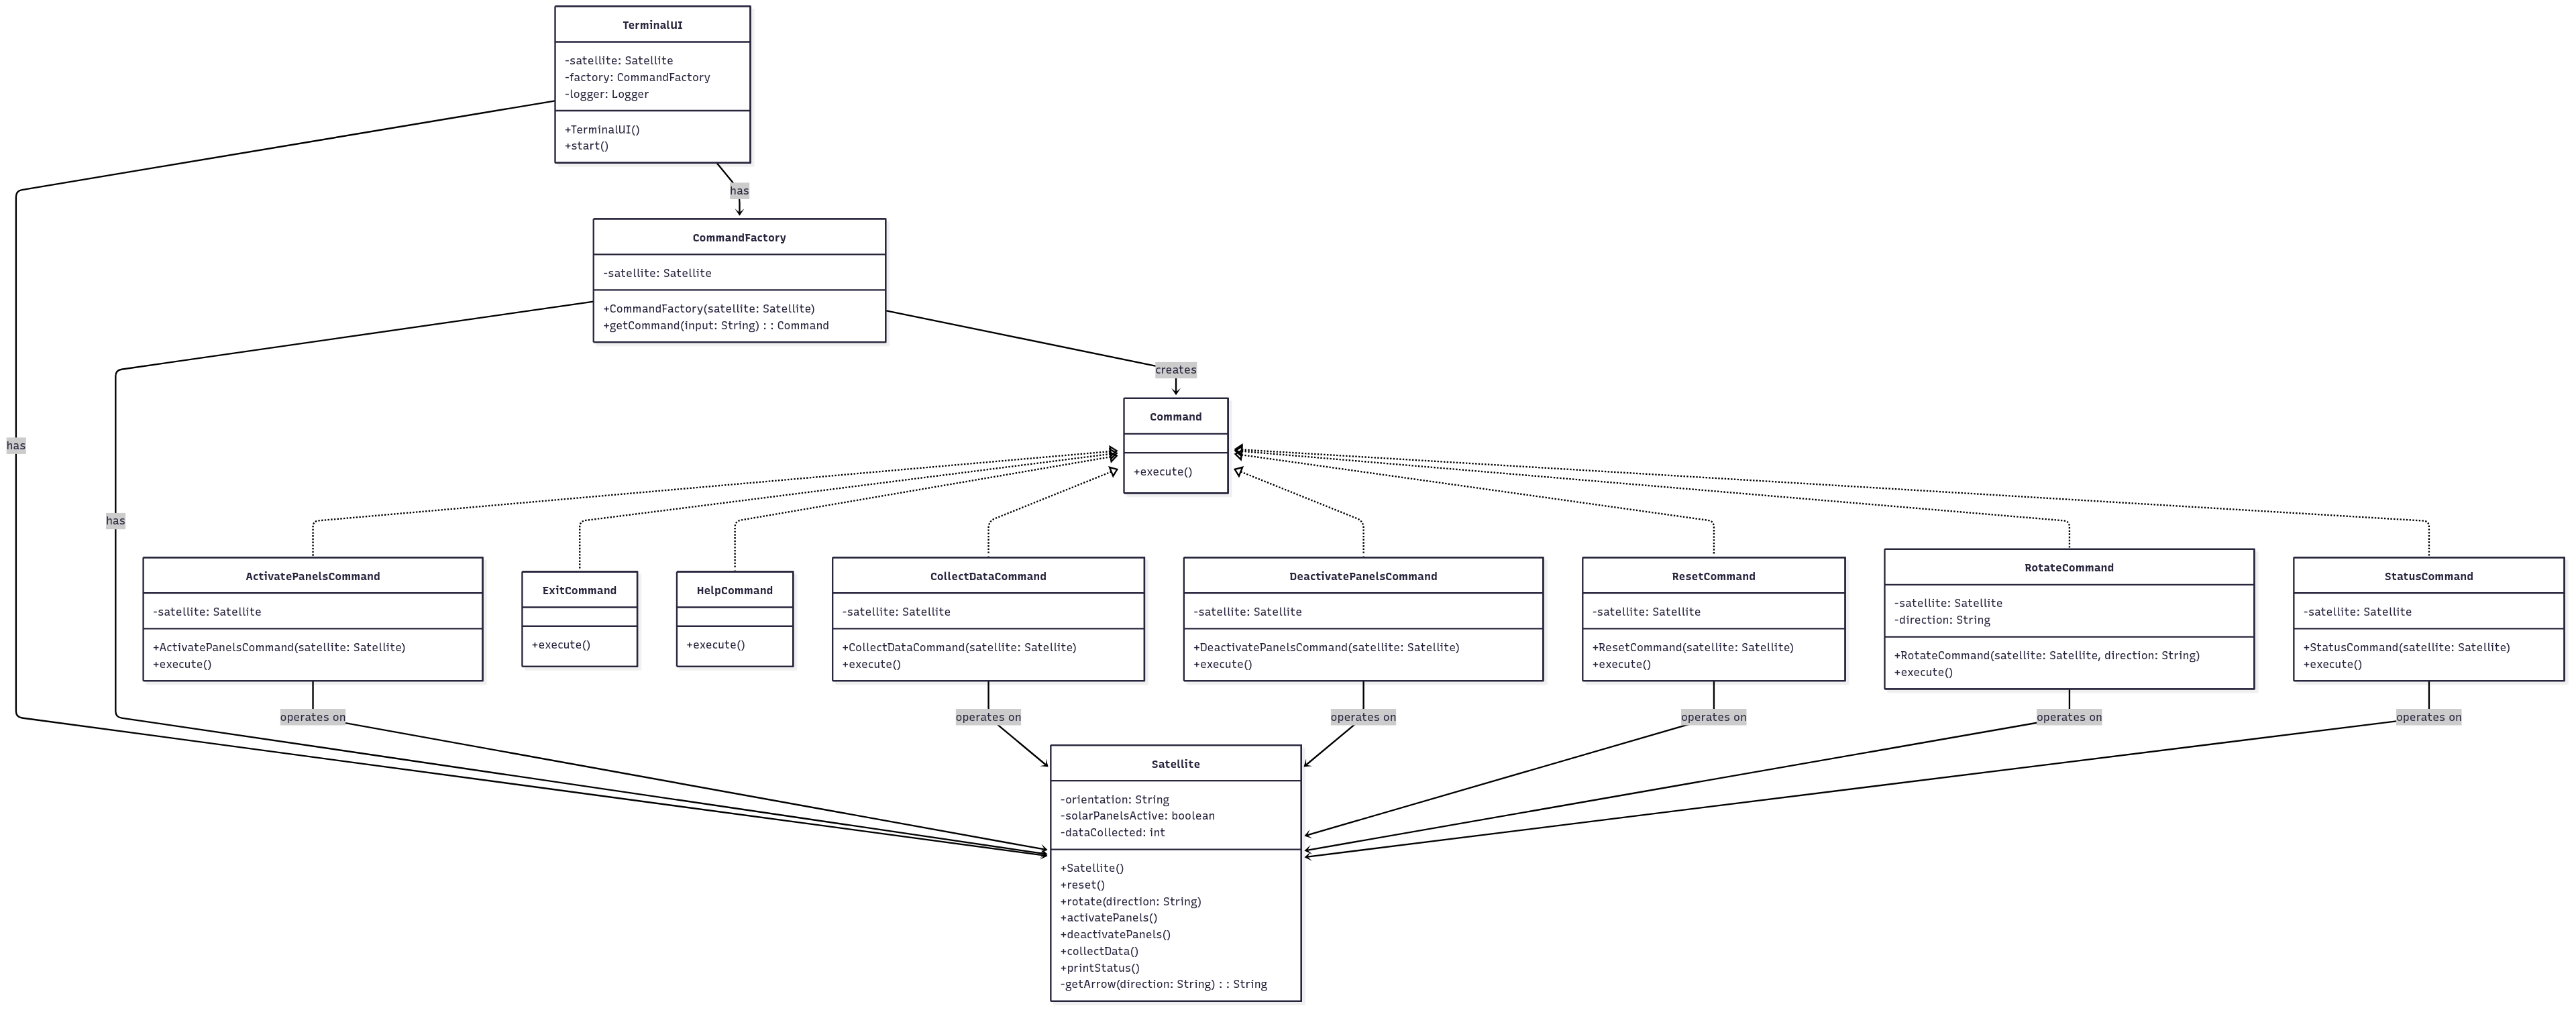 TerminalUI
-satellite: Satellite
-factory: CommandFactory
-logger: Logger
+TerminalUI()
+start()
has
CommandFactory
-satellite: Satellite
+CommandFactory(satellite: Satellite)
+getCommand(input: String) : : Command
creates
Command
+execute()
has
has
ActivatePanelsCommand
-satellite: Satellite
+ActivatePanelsCommand(satellite: Satellite)
+execute()
ExitCommand
+execute()
HelpCommand
+execute()
CollectDataCommand
-satellite: Satellite
+CollectDataCommand(satellite: Satellite)
+execute()
DeactivatePanelsCommand
-satellite: Satellite
+DeactivatePanelsCommand(satellite: Satellite)
+execute()
ResetCommand
-satellite: Satellite
+ResetCommand(satellite: Satellite)
+execute()
RotateCommand
-satellite: Satellite
-direction: String
+RotateCommand(satellite: Satellite, direction: String)
+execute()
StatusCommand
-satellite: Satellite
+StatusCommand(satellite: Satellite)
+execute()
operates on
operates on
operates on
operates on
operates on
operates on
Satellite
-orientation: String
-solarPanelsActive: boolean
-dataCollected: int
+Satellite()
+reset()
+rotate(direction: String)
+activatePanels()
+deactivatePanels()
+collectData()
+printStatus()
-getArrow(direction: String) : : String